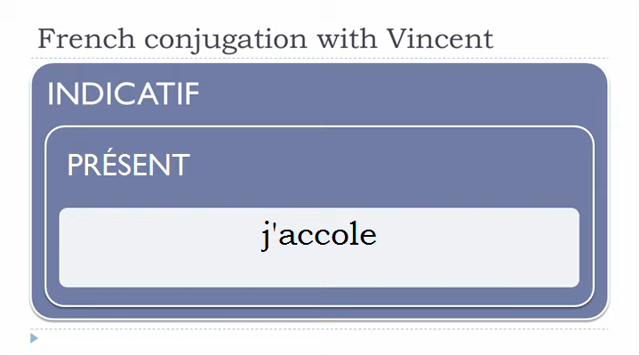 French conjugation with Vincent
INDICATIF
PRÉSENT
j'accole